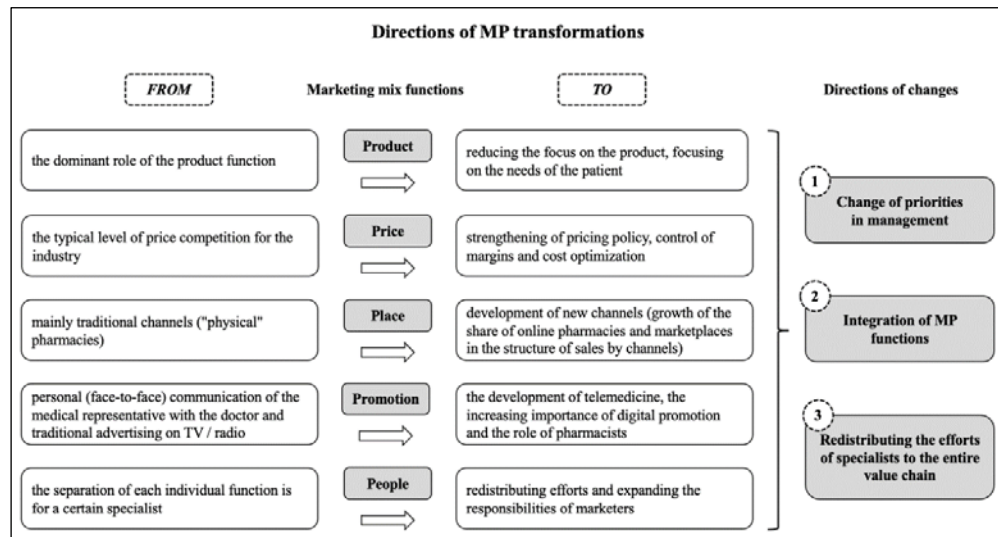 Directions of MP transformations
FROM
Marketing mix functions
TO
Directions of changes
the dominant role of the product function
Product
reducing the focus on the product, focusing
on the needs of the patient
the typical level of price competition for the
industry
Price
strengthening of pricing policy, control of
margins and cost optimization
mainly traditional channels ("physical"
pharmacies)
Place
development of new channels (growth of the
share of online pharmacies and marketplaces
in the structure of sales by channels)
personal (face-to-face) communication of the
medical representative with the doctor and
traditional advertising on TV / radio
Promotion
the development of telemedicine, the
increasing importance of digital promotion
and the role of pharmacists
the separation of each individual function is
for a certain specialist
People
redistributing efforts and expanding the
responsibilities of marketers
1
Change of priorities
in management
2
Integration of MP
functions
3
Redistributing the efforts
of specialists to the entire
value chain